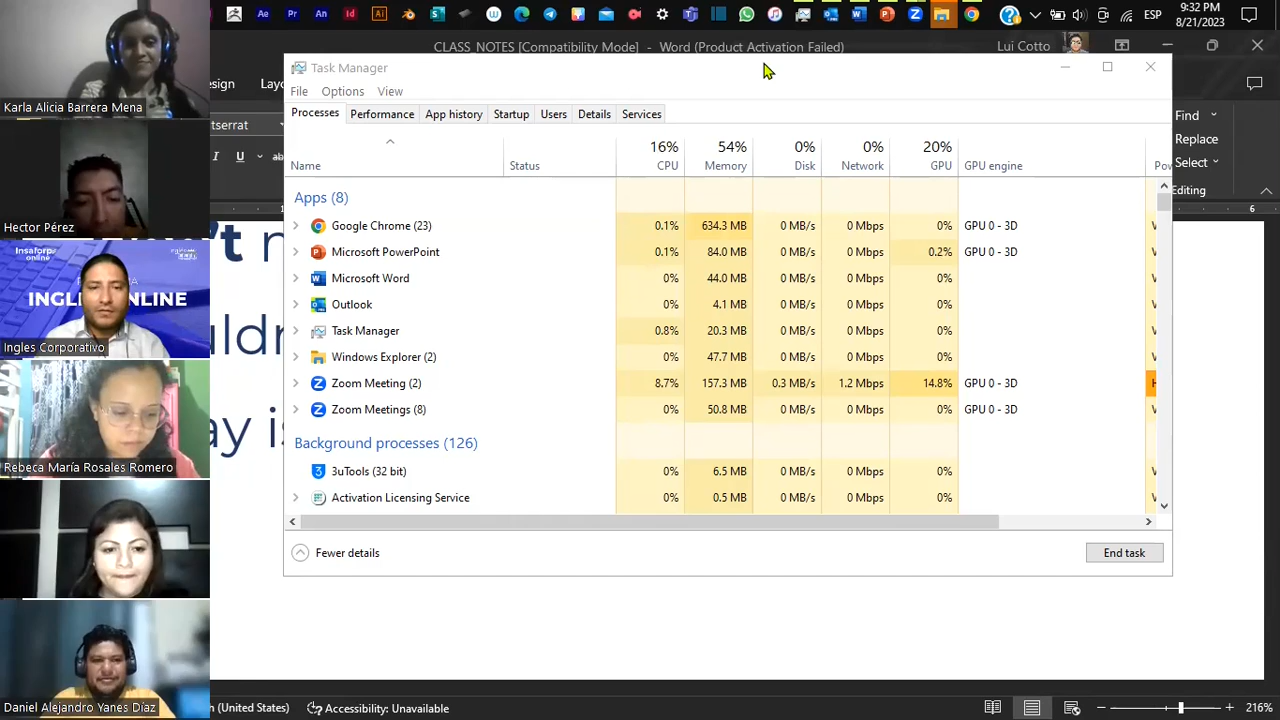 9:32 PM
ESP
8/21/2023
CLASS_NOTES [Compatibility Mode] - Word (Product Activation Failed)
Lui Cotto
Task Manager
File Options View
Processes Performance App history Startup Users Details Services
16% 54% 0% 0% 20%
Name Status CPU Memory Disk Network GPU GPU engine
Apps (8)
Google Chrome (23) 0.1% 634.3 MB 0 MB/s 0 Mbps 0% GPU 0 - 3D
Microsoft PowerPoint 0.1% 84.0 MB 0 MB/s 0 Mbps 0.2% GPU 0 - 3D
Microsoft Word 0% 44.0 MB 0 MB/s 0 Mbps 0%
Outlook 0% 4.1 MB 0 MB/s 0 Mbps 0%
Task Manager 0.8% 20.3 MB 0 MB/s 0 Mbps 0%
Windows Explorer (2) 0% 47.7 MB 0 MB/s 0 Mbps 0%
Zoom Meeting (2) 8.7% 157.3 MB 0.3 MB/s 1.2 Mbps 14.8% GPU 0 - 3D
Zoom Meetings (8) 0% 50.8 MB 0 MB/s 0 Mbps 0% GPU 0 - 3D
Background processes (126)
3uTools (32 bit) 0% 6.5 MB 0 MB/s 0 Mbps 0%
Activation Licensing Service 0% 0.5 MB 0 MB/s 0 Mbps 0%
Fewer details
End task
Find
Replace
Select
Editing
6
(United States)
Accessibility: Unavailable
216%
Karla Alicia Barrera Mena
Hector Pérez
Insaforp
online
Ingles Corporativo
Rebeca María Rosales Romero
Daniel Alejandro Yanes Díaz